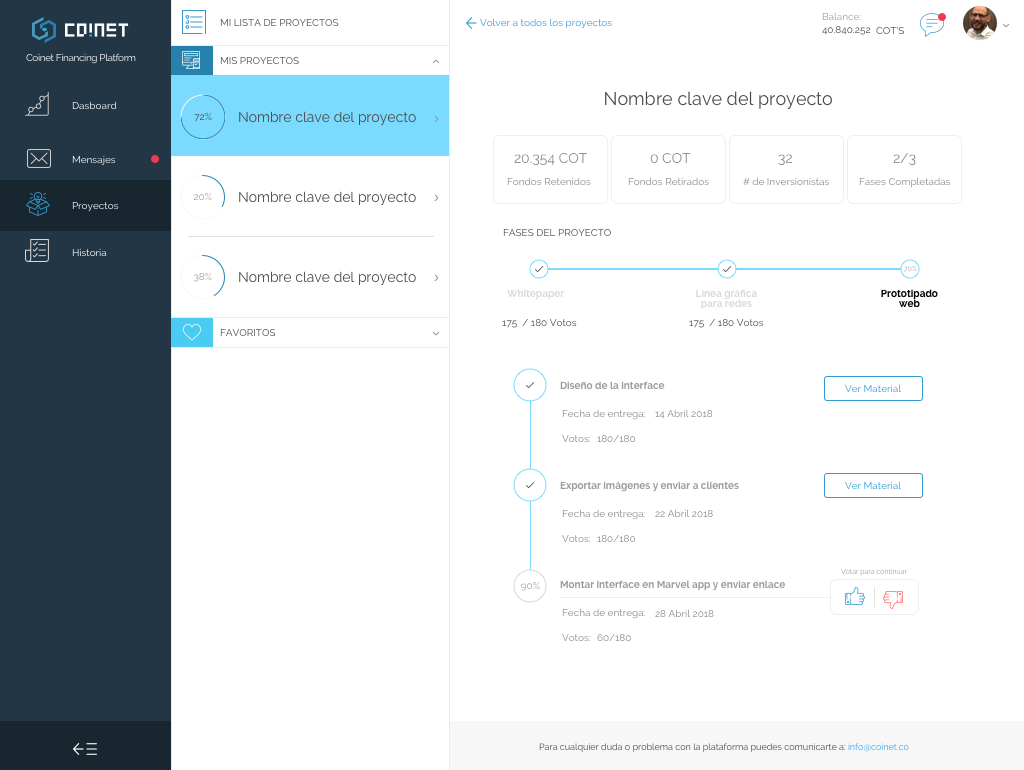 COINET
Coinet Financing Platform
Dasboard
Mensajes
Proyectos
Historia
MI LISTA DE PROYECTOS
MIS PROYECTOS
72% Nombre clave del proyecto
20% Nombre clave del proyecto
38% Nombre clave del proyecto
FAVORITOS
Volver a todos los proyectos
Balance:
40.840.252 COT'S
Nombre clave del proyecto
20.354 COT
Fondos Retenidos
0 COT
Fondos Retirados
32
# de Inversionistas
2/3
Fases Completadas
FASES DEL PROYECTO
70%
Whitepaper
175 / 180 Votos
Linea gráfica
para redes
175 / 180 Votos
Prototipado
web
Diseño de la interface
Ver Material
Fecha de entrega: 14 Abril 2018
Votos: 180/180
Exportar imágenes y enviar a clientes
Ver Material
Fecha de entrega: 22 Abril 2018
Votos: 180/180
Votar para continuar
90% Montar interface en Marvel app y enviar enlace
Fecha de entrega: 28 Abril 2018
Votos: 60/180
Para cualquier duda o problema con la plataforma puedes comunicarte a: info@coinet.co